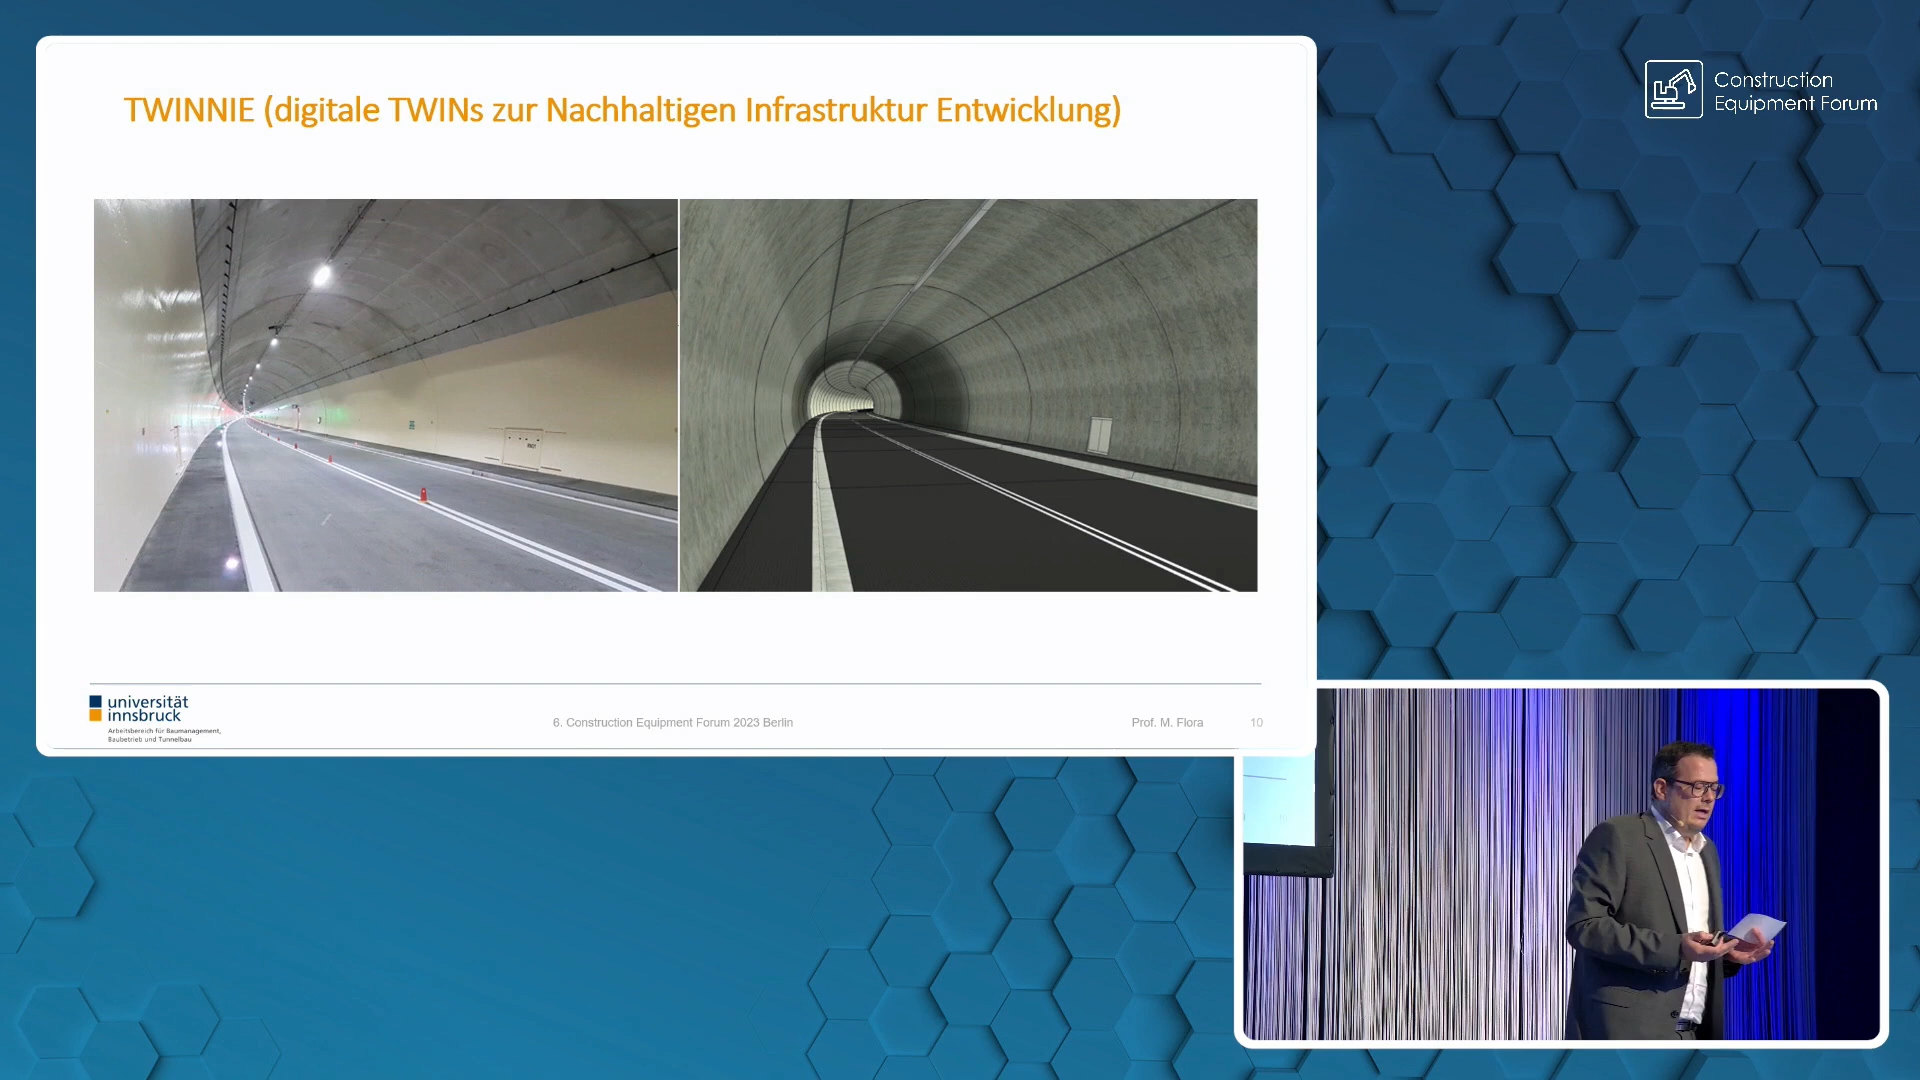 TWINNIE (digitale TWINs zur Nachhaltigen Infrastruktur Entwicklung)
Construction
Equipment Forum
universität
innsbruck
Arbeitsbereich für Baumanagement,
Baubetrieb und Tunnelbau
6. Construction Equipment Forum 2023 Berlin
Prof. M. Flora
10